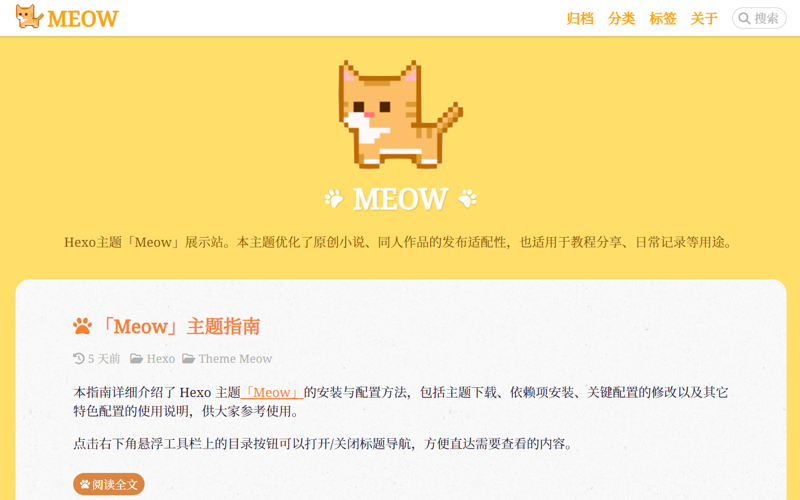 MEOW 归档 分类 标签 关于 搜索
MEOW
Hexo主题「Meow」展示站。本主题优化了原创小说、同人作品的发布适配性，也适用于教程分享、日常记录等用途。
「Meow」主题指南
5 天前 Hexo Theme Meow
本指南详细介绍了 Hexo 主题「Meow」的安装与配置方法，包括主题下载、依赖项安装、关键配置的修改以及其它
特色配置的使用说明，供大家参考使用。
点击右下角悬浮工具栏上的目录按钮可以打开/关闭标题导航，方便直达需要查看的内容。
阅读全文